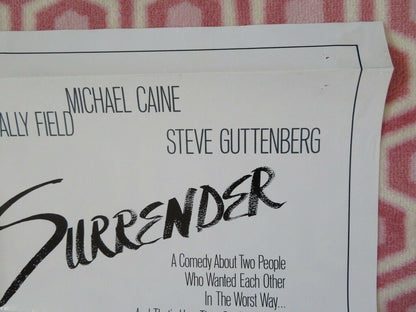 MICHAEL CAINE
ALLY FIELD
STEVE GUTTENBERG
SURRENDER
A Comedy About Two People
Who Wanted Each Other
In The Worst Way...